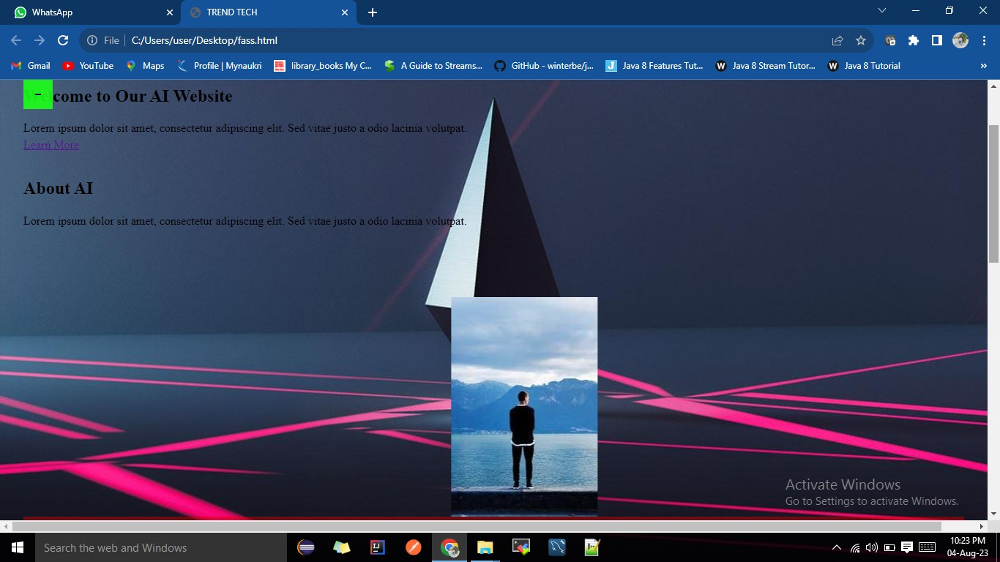 WhatsApp
TREND TECH
File
C:/Users/user/Desktop/fass.html
Gmail
YouTube
Maps
Profile | Mynaukri
library_books My C...
A Guide to Streams...
GitHub - winterbe/j...
Java 8 Features Tut...
Java 8 Stream Tutor...
Java 8 Tutorial
»
Welcome to Our AI Website
Lorem ipsum dolor sit amet, consectetur adipiscing elit. Sed vitae justo a odio lacinia volutpat.
Learn More
About AI
Lorem ipsum dolor sit amet, consectetur adipiscing elit. Sed vitae justo a odio lacinia volutpat.
Activate Windows
Go to Settings to activate Windows.
Search the web and Windows
10:23 PM
04-Aug-23